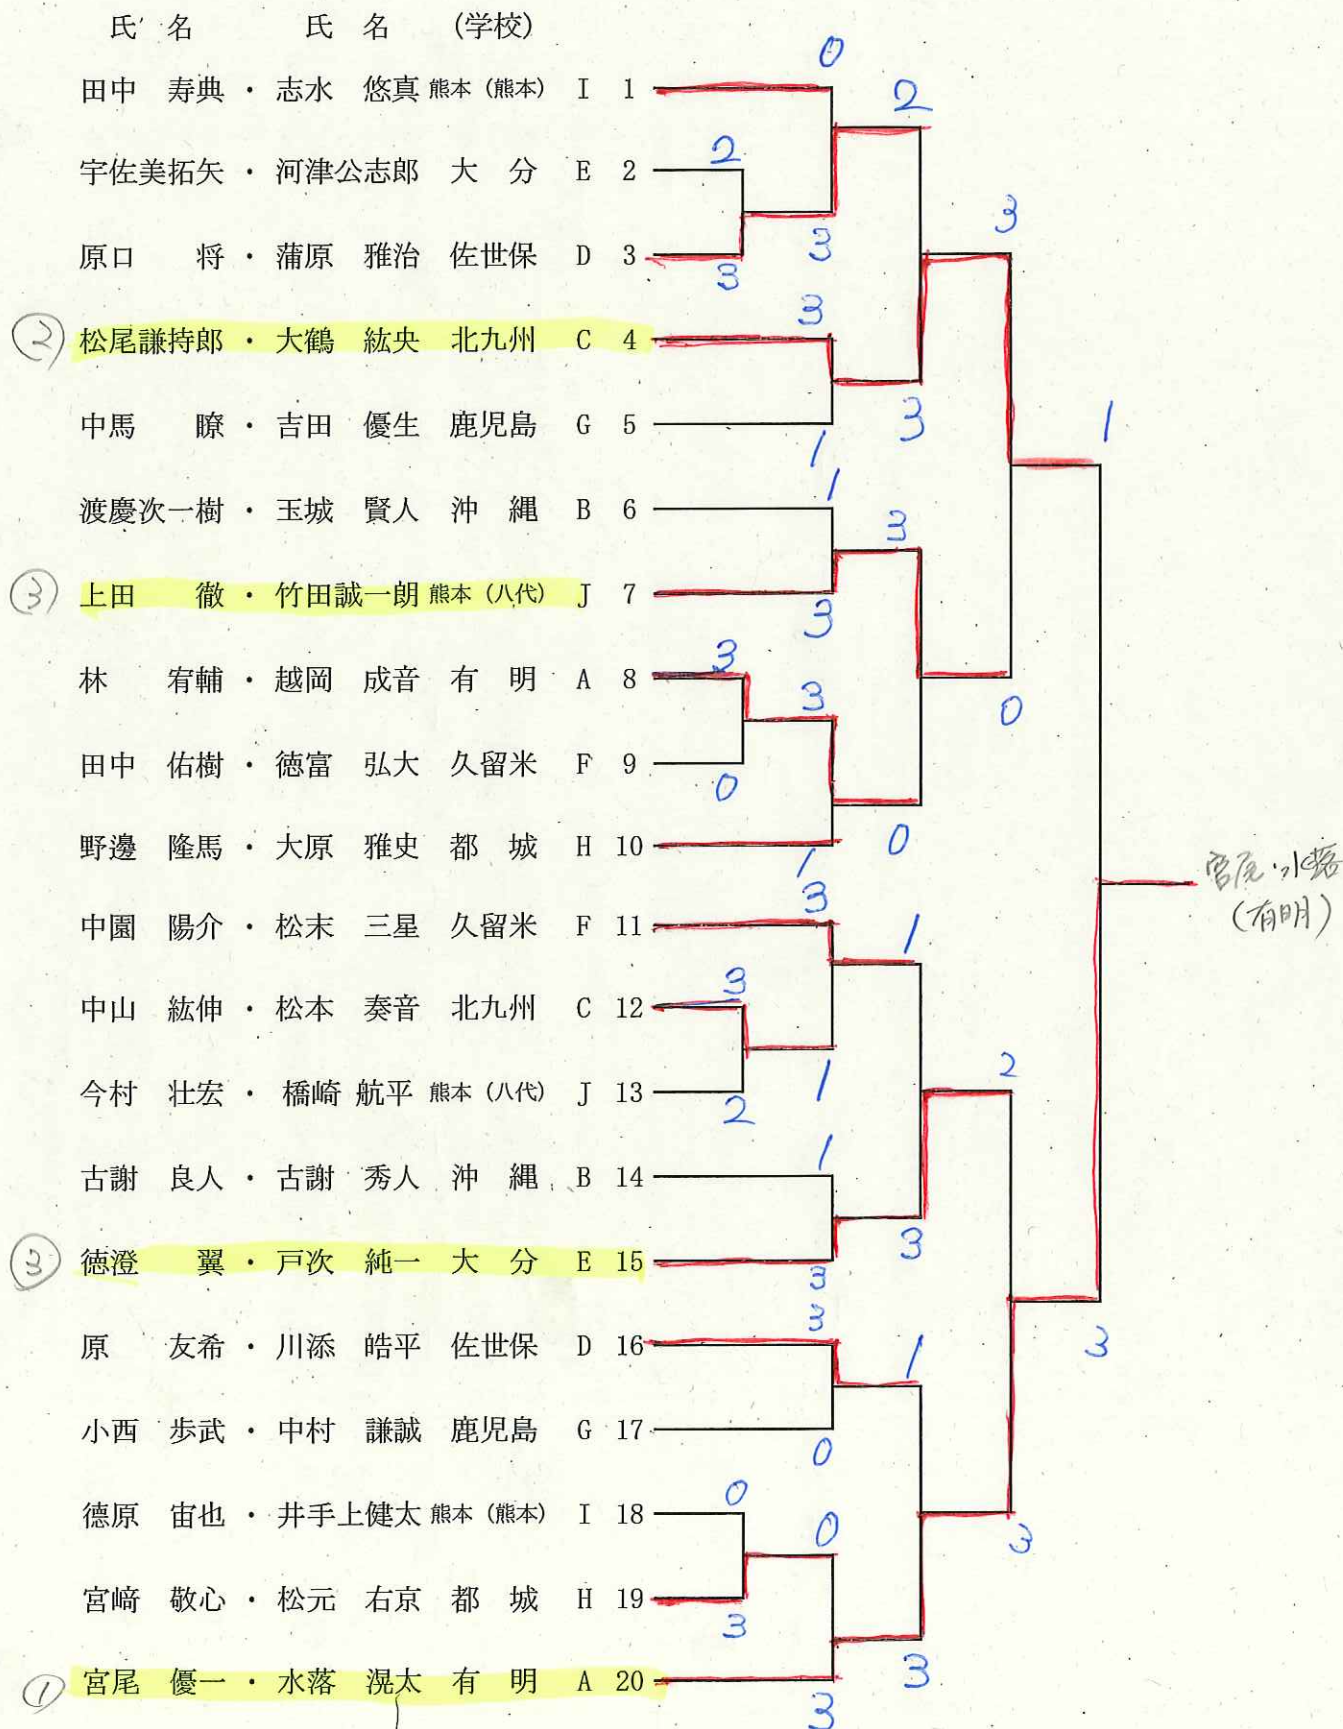 氏 名 氏 名 (学校)
0
田中 寿典 ・ 志水 悠真 熊本 (熊本) I 1
2
2
宇佐美拓矢 ・ 河津公志郎 大 分 E 2
3
原口 将 ・ 蒲原 雅治 佐世保 D 3
3
3
3
② 松尾謙持郎 ・ 大鶴 紘央 北九州 C 4
3
1
中馬 瞭 ・ 吉田 優生 鹿児島 G 5
1
1
渡慶次一樹 ・ 玉城 賢人 沖 縄 B 6
3
③ 上田 徹 ・ 竹田誠一朗 熊本 (八代) J 7
3
3
林 宥輔 ・ 越岡 成音 有 明 A 8
3
0
田中 佑樹 ・ 徳富 弘大 久留米 F 9
0
野邊 隆馬 ・ 大原 雅史 都 城 H 10
0
1
宮尾・水落
(有明)
3
中園 陽介 ・ 松末 三星 久留米 F 11
1
3
中山 紘伸 ・ 松本 奏音 北九州 C 12
2
1
今村 壮宏 ・ 橋崎 航平 熊本 (八代) J 13
2
1
古謝 良人 ・ 古謝 秀人 沖 縄 B 14
3
③ 徳澄 翼 ・ 戸次 純一 大 分 E 15
3
3
原 友希 ・ 川添 皓平 佐世保 D 16
3
1
小西 歩武 ・ 中村 謙誠 鹿児島 G 17
0
0
德原 宙也 ・ 井手上健太 熊本 (熊本) I 18
0
3
宮﨑 敬心 ・ 松元 右京 都 城 H 19
3
3
① 宮尾 優一 ・ 水落 滉太 有 明 A 20
3